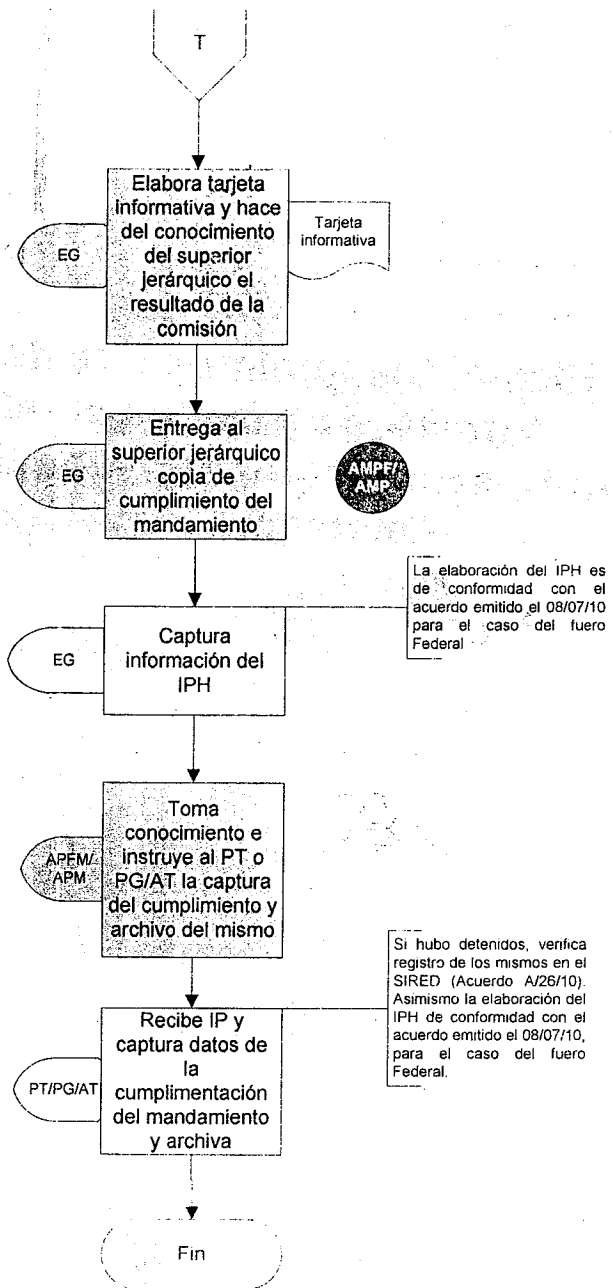 T
Elabora tarjeta
informativa y hace
del conocimiento
del superior
jerárquico el
resultado de la
comisión
EG
Tarjeta
informativa
Entrega al
superior jerárquico
copia de
cumplimiento del
mandamiento
EG
AMPF/
AMP
Captura
información del
IPH
EG
La elaboración del IPH es
de conformidad con el
acuerdo emitido el 08/07/10
para el caso del fuero
Federal
Toma
conocimiento e
instruye al PT o
PG/AT la captura
del cumplimiento y
archivo del mismo
APFM/
APM
Si hubo detenidos, verifica
registro de los mismos en el
SIRED (Acuerdo A/26/10).
Asimismo la elaboración del
IPH de conformidad con el
acuerdo emitido el 08/07/10,
para el caso del fuero
Federal.
Recibe IP y
captura datos de
la
cumplimentación
del mandamiento
y archiva
PT/PG/AT
Fin